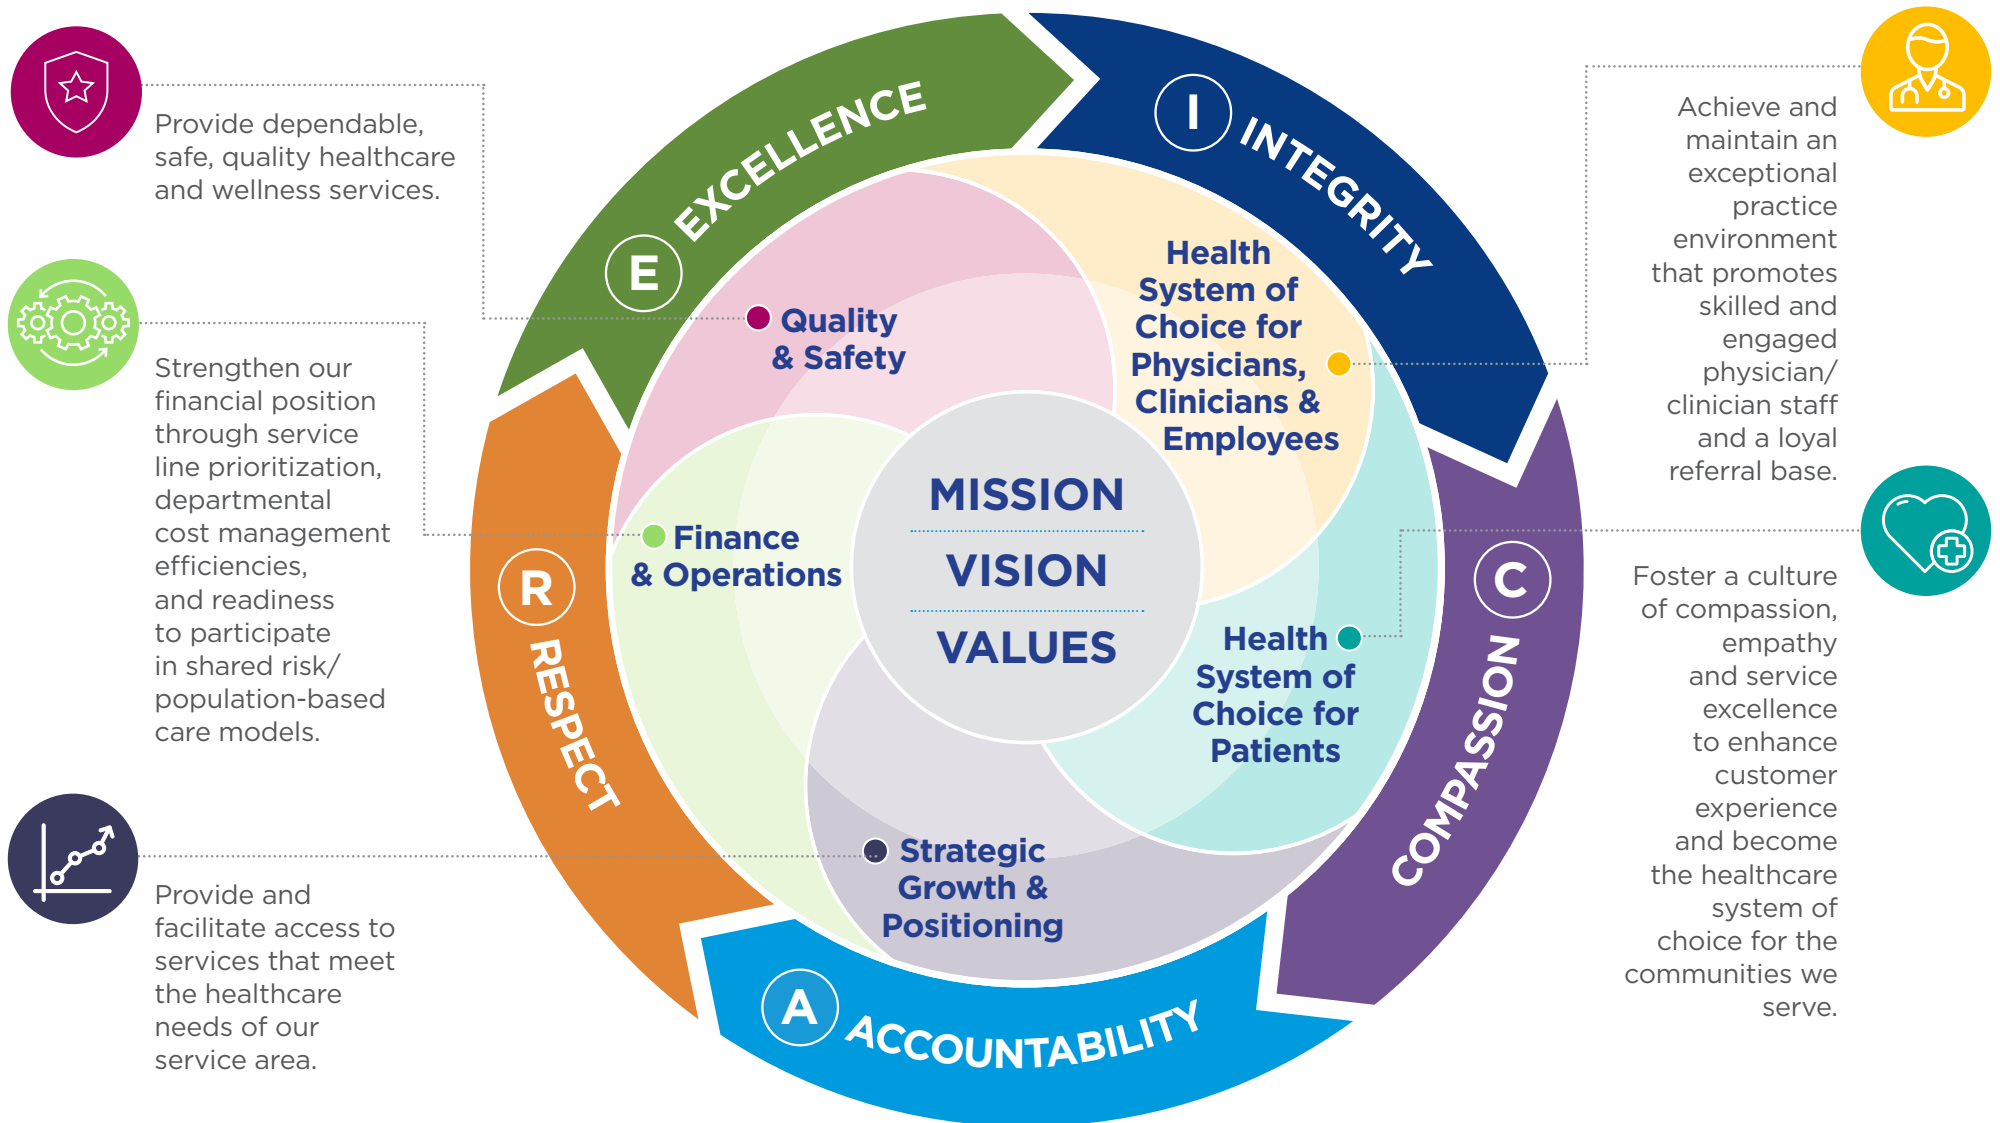 Provide dependable,
safe, quality healthcare
and wellness services.
Strengthen our
financial position
through service
line prioritization,
departmental
cost management
efficiencies,
and readiness
to participate
in shared risk/
population-based
care models.
Provide and
facilitate access to
services that meet
the healthcare
needs of our
service area.
E EXCELLENCE
I INTEGRITY
C COMPASSION
A ACCOUNTABILITY
R RESPECT
Quality
& Safety
Health
System of
Choice for
Physicians,
Clinicians &
Employees
Finance
& Operations
MISSION
VISION
VALUES
Health
System of
Choice for
Patients
Strategic
Growth &
Positioning
Achieve and
maintain an
exceptional
practice
environment
that promotes
skilled and
engaged
physician/
clinician staff
and a loyal
referral base.
Foster a culture
of compassion,
empathy
and service
excellence
to enhance
customer
experience
and become
the healthcare
system of
choice for the
communities we
serve.